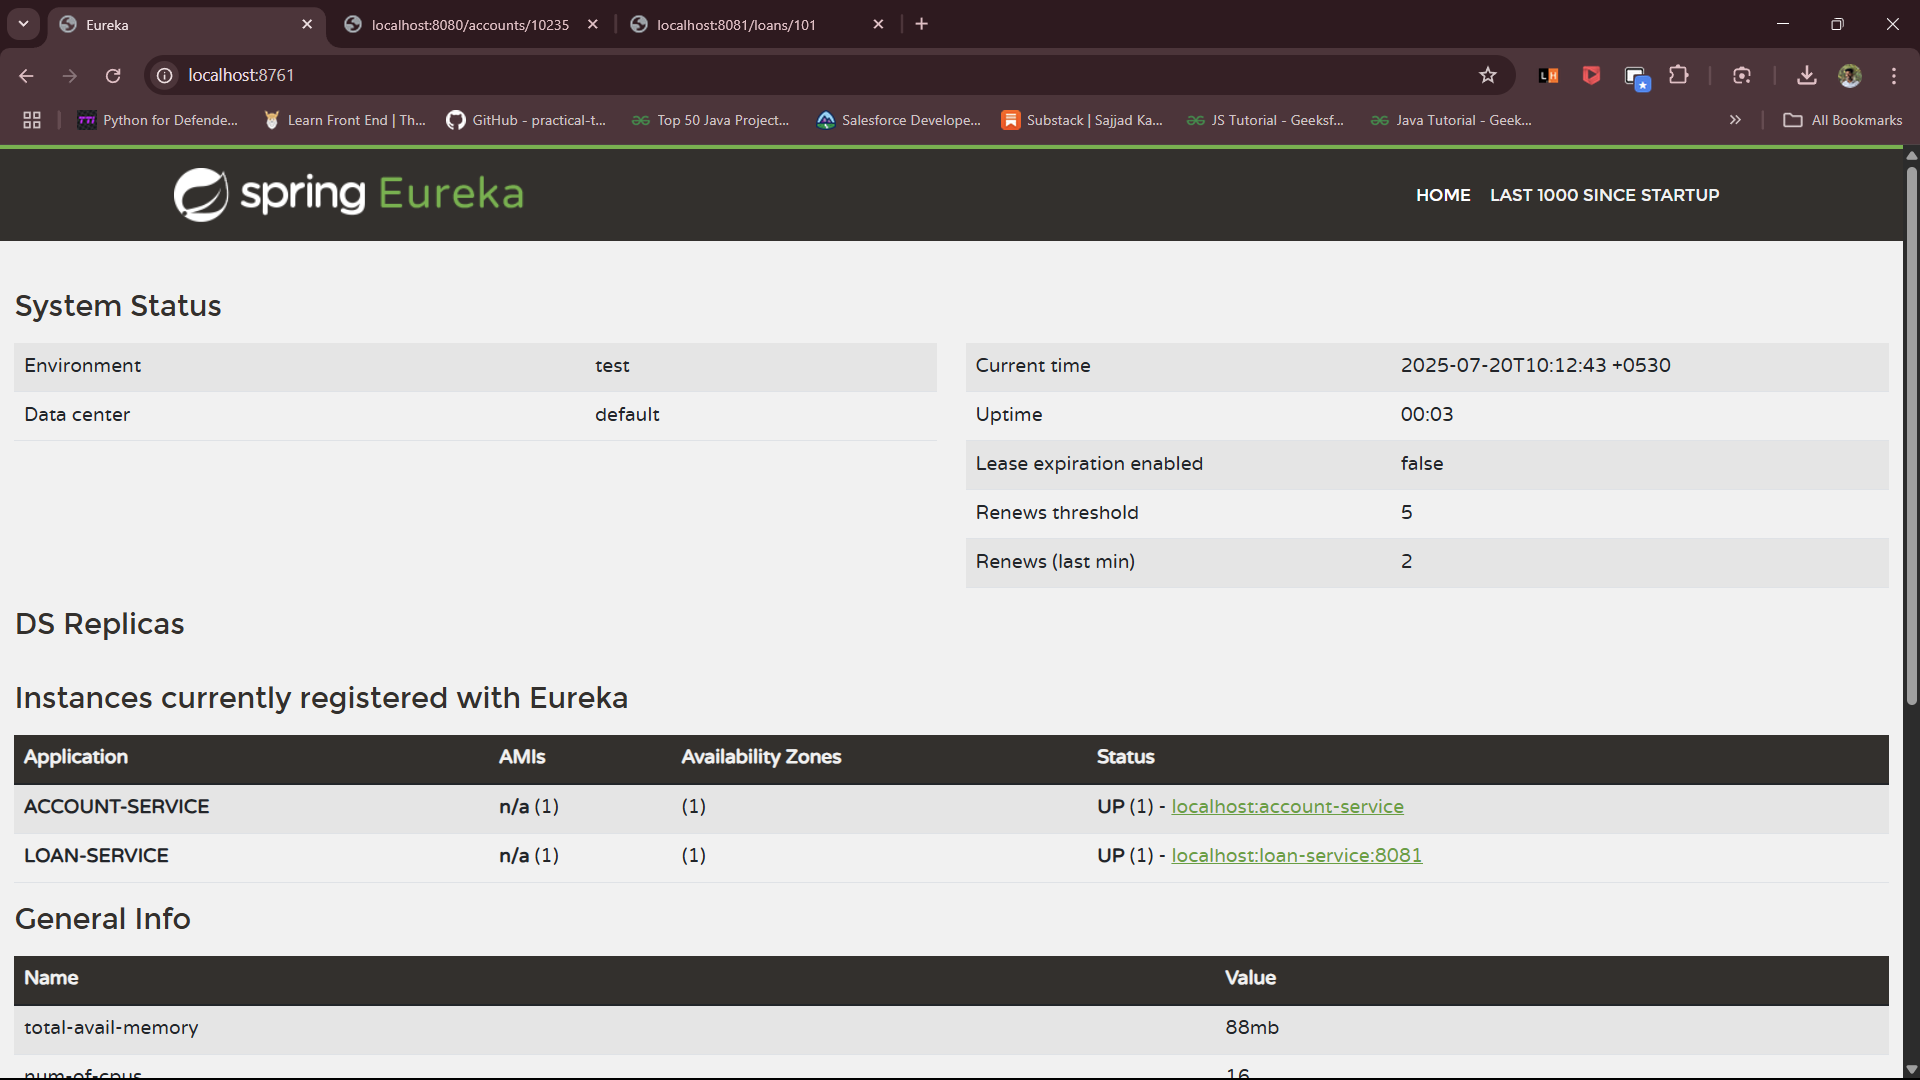 Eureka
localhost:8080/accounts/10235
localhost:8081/loans/101
localhost:8761
Python for Defende...
Learn Front End | Th...
GitHub - practical-t...
Top 50 Java Project...
Salesforce Develope...
Substack | Sajjad Ka...
JS Tutorial - Geeksf...
Java Tutorial - Geek...
All Bookmarks
spring Eureka
HOME
LAST 1000 SINCE STARTUP
System Status
Environment test
Data center default
Current time 2025-07-20T10:12:43 +0530
Uptime 00:03
Lease expiration enabled false
Renews threshold 5
Renews (last min) 2
DS Replicas
Instances currently registered with Eureka
Application AMIs Availability Zones Status
ACCOUNT-SERVICE n/a (1) (1) UP (1) - localhost:account-service
LOAN-SERVICE n/a (1) (1) UP (1) - localhost:loan-service:8081
General Info
Name Value
total-avail-memory 88mb
num-of-cpus 16